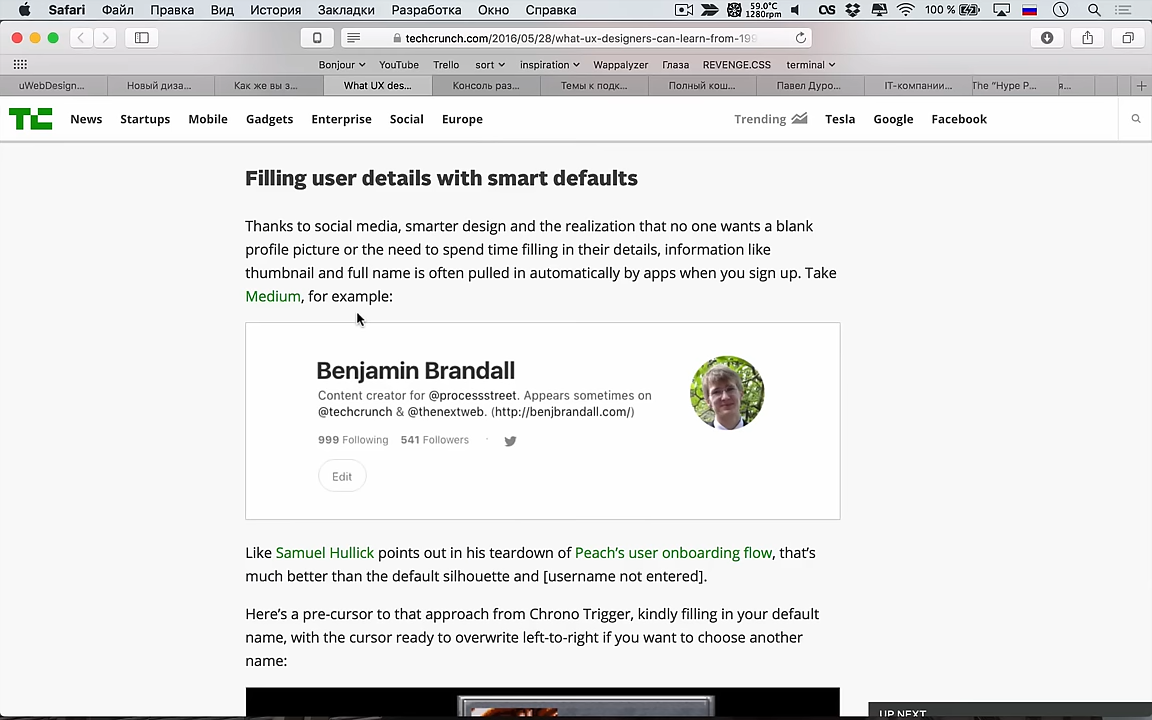 Safari Файл Правка Вид История Закладки Разработка Окно Справка 59.0°C 1280rpm 100 %
techcrunch.com/2016/05/28/what-ux-designers-can-learn-from-199
Bonjour YouTube Trello sort inspiration Wappalyzer Глаза REVENGE.CSS terminal
uWebDesign... Новый диза... Как же вы з... What UX des... Консоль раз... Темы к подк... Полный кош... Павел Дуро... IT-компании... The "Hype P... я...
TC News Startups Mobile Gadgets Enterprise Social Europe Trending Tesla Google Facebook
Filling user details with smart defaults
Thanks to social media, smarter design and the realization that no one wants a blank
profile picture or the need to spend time filling in their details, information like
thumbnail and full name is often pulled in automatically by apps when you sign up. Take
Medium, for example:
Benjamin Brandall
Content creator for @processstreet. Appears sometimes on
@techcrunch & @thenextweb. (http://benjbrandall.com/)
999 Following 541 Followers
Edit
Like Samuel Hullick points out in his teardown of Peach's user onboarding flow, that's
much better than the default silhouette and [username not entered].
Here's a pre-cursor to that approach from Chrono Trigger, kindly filling in your default
name, with the cursor ready to overwrite left-to-right if you want to choose another
name:
UP NEXT